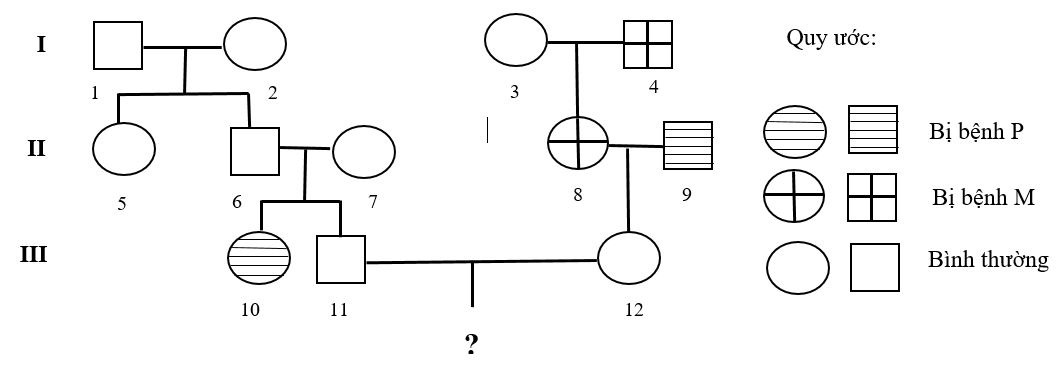 I
Quy ước:
1
2
3
4
II
Bị bệnh P
5
6
7
8
9
Bị bệnh M
III
Bình thường
10
11
12
?